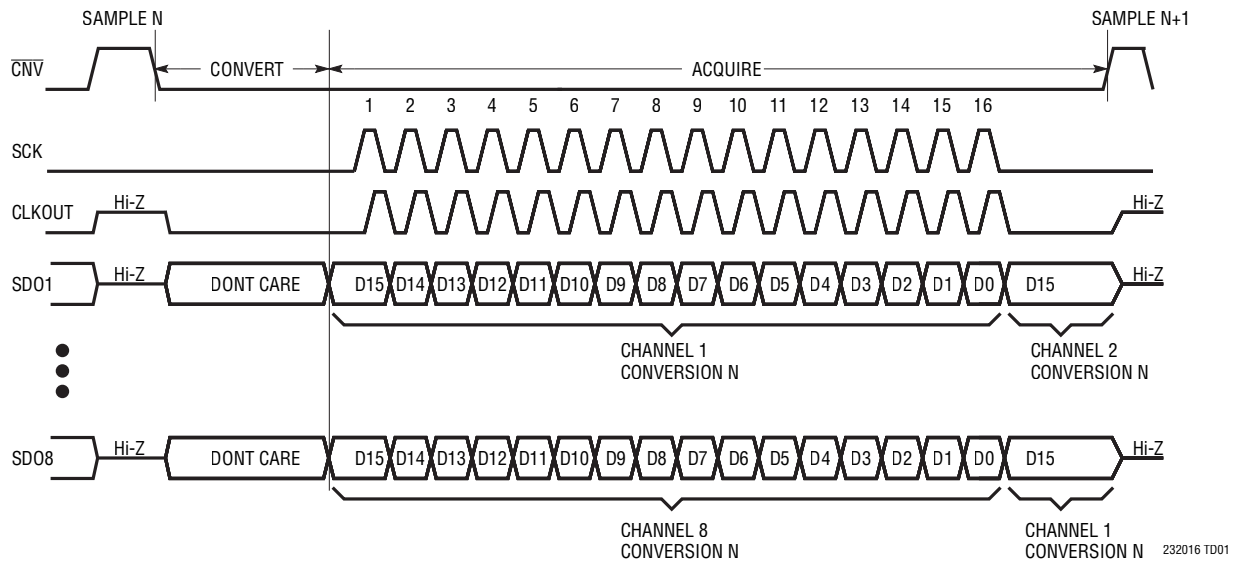 SAMPLE N SAMPLE N+1
CNV CONVERT ACQUIRE
1 2 3 4 5 6 7 8 9 10 11 12 13 14 15 16
SCK
CLKOUT Hi-Z Hi-Z
SDO1 Hi-Z DONT CARE D15 D14 D13 D12 D11 D10 D9 D8 D7 D6 D5 D4 D3 D2 D1 D0 D15 Hi-Z
CHANNEL 1 CHANNEL 2
CONVERSION N CONVERSION N
SDO8 Hi-Z DONT CARE D15 D14 D13 D12 D11 D10 D9 D8 D7 D6 D5 D4 D3 D2 D1 D0 D15 Hi-Z
CHANNEL 8 CHANNEL 1
CONVERSION N CONVERSION N 232016 TD01